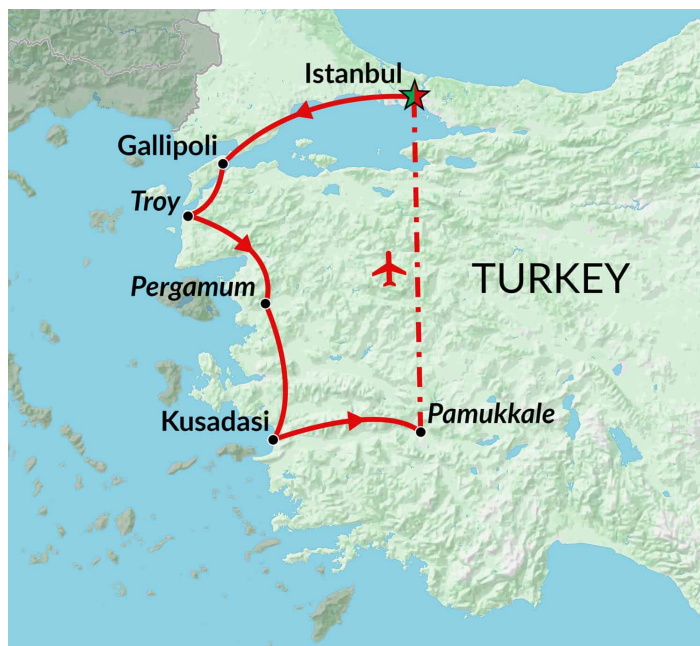 Istanbul
Gallipoli
Troy
TURKEY
Pergamum
Pamukkale
Kusadasi